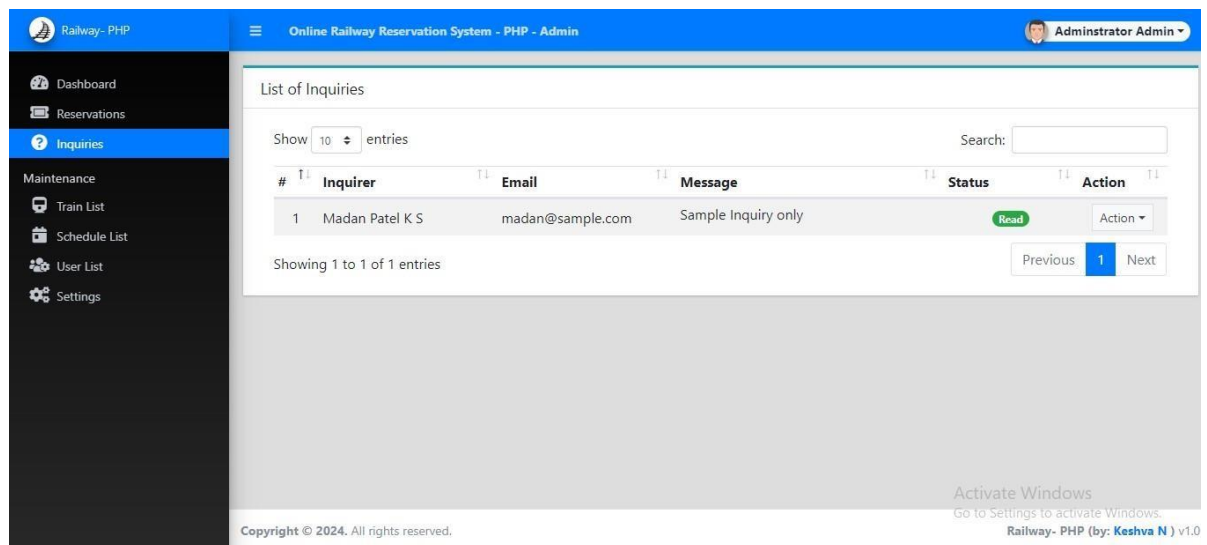 Railway- PHP
Online Railway Reservation System - PHP - Admin
Adminstrator Admin
Dashboard
Reservations
Inquiries
Maintenance
Train List
Schedule List
User List
Settings
List of Inquiries
Show 10 entries
Search:
# Inquirer Email Message Status Action
1 Madan Patel K S madan@sample.com Sample Inquiry only Read Action
Showing 1 to 1 of 1 entries
Previous 1 Next
Activate Windows
Go to Settings to activate Windows.
Copyright © 2024. All rights reserved.
Railway- PHP (by: Keshva N ) v1.0